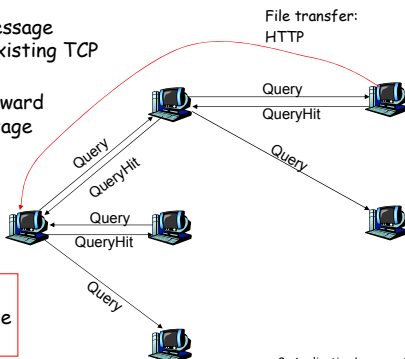 essage
xisting TCP
ward
age
e
File transfer:
HTTP
Query
QueryHit
Query
QueryHit
Query
Query
QueryHit
Query